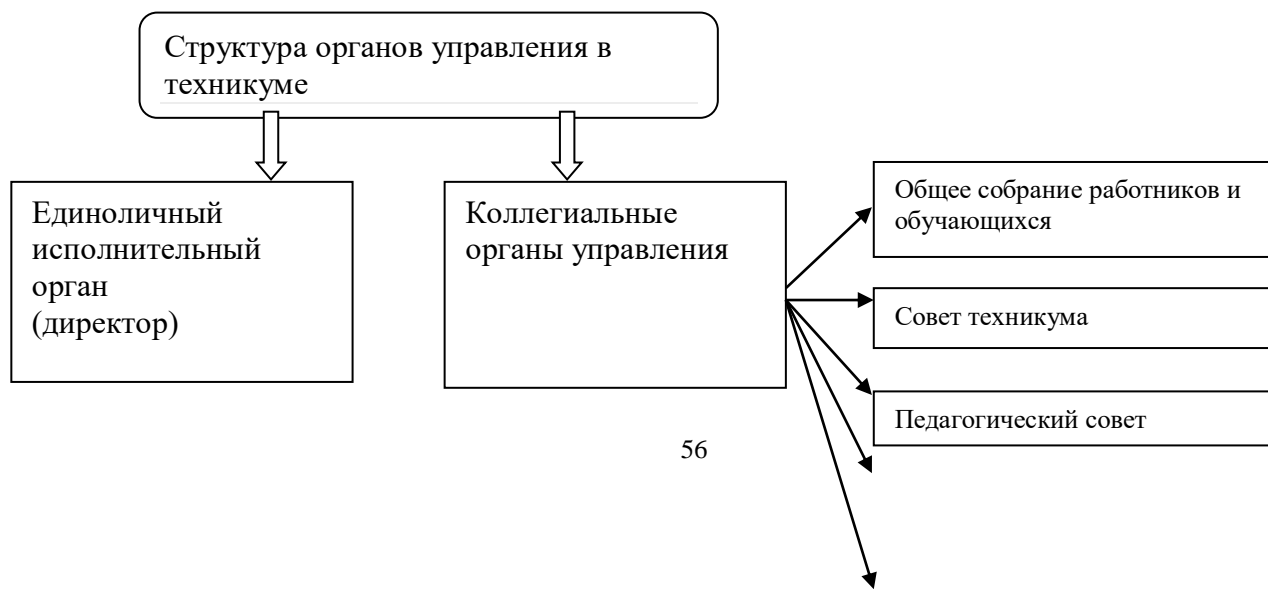 Структура органов управления в
техникуме
Единоличный
исполнительный
орган
(директор)
Коллегиальные
органы управления
Общее собрание работников и
обучающихся
Совет техникума
Педагогический совет
56